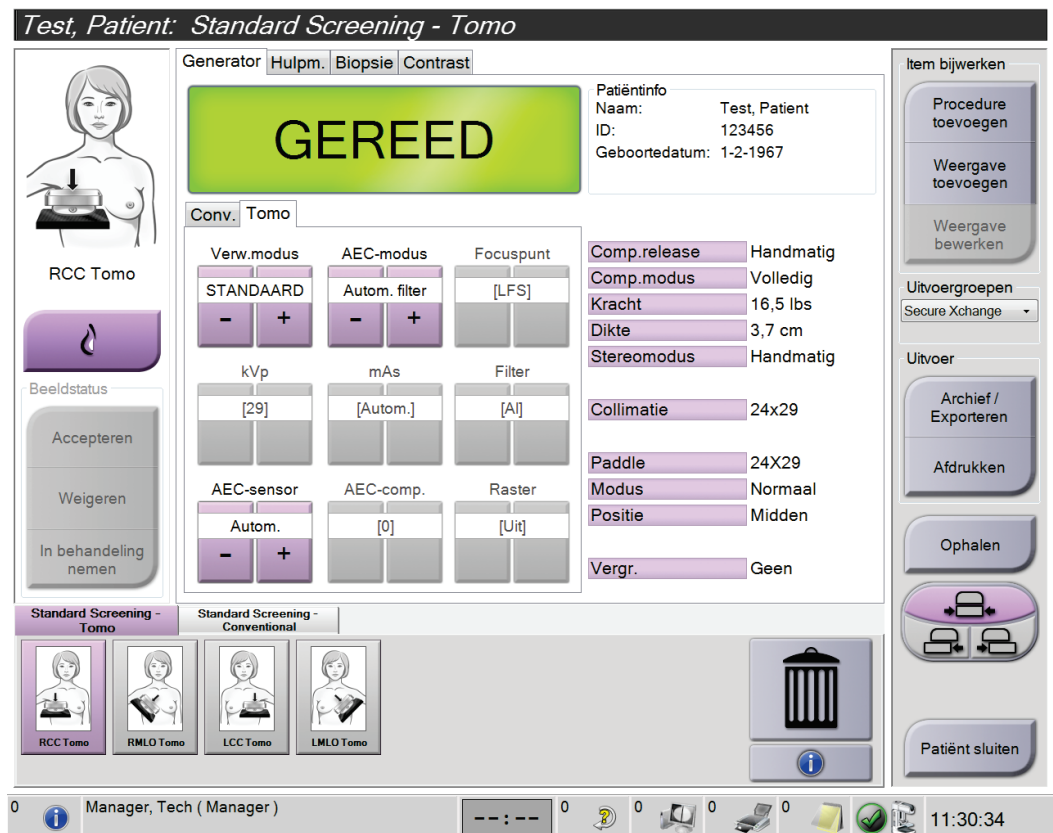 Test, Patient: Standard Screening - Tomo
RCC Tomo
Beeldstatus
Accepteren
Weigeren
In behandeling
nemen
Generator Hulpm. Biopsie Contrast
GEREED
Patiëntinfo
Naam: Test, Patient
ID: 123456
Geboortedatum: 1-2-1967
Conv. Tomo
Verw.modus AEC-modus Focuspunt
STANDAARD Autom. filter [LFS]
- + - +
kVp mAs Filter
[29] [Autom.] [Al]
AEC-sensor AEC-comp. Raster
Autom. [0] [Uit]
- +
Comp.release Handmatig
Comp.modus Volledig
Kracht 16,5 lbs
Dikte 3,7 cm
Stereomodus Handmatig
Collimatie 24x29
Paddle 24X29
Modus Normaal
Positie Midden
Vergr. Geen
Item bijwerken
Procedure
toevoegen
Weergave
toevoegen
Weergave
bewerken
Uitvoergroepen
Secure Xchange
Uitvoer
Archief /
Exporteren
Afdrukken
Ophalen
Patiënt sluiten
Standard Screening -
Tomo
Standard Screening -
Conventional
RCC Tomo RMLO Tomo LCC Tomo LMLO Tomo
0 Manager, Tech ( Manager ) --:-- 0 0 0 0 11:30:34